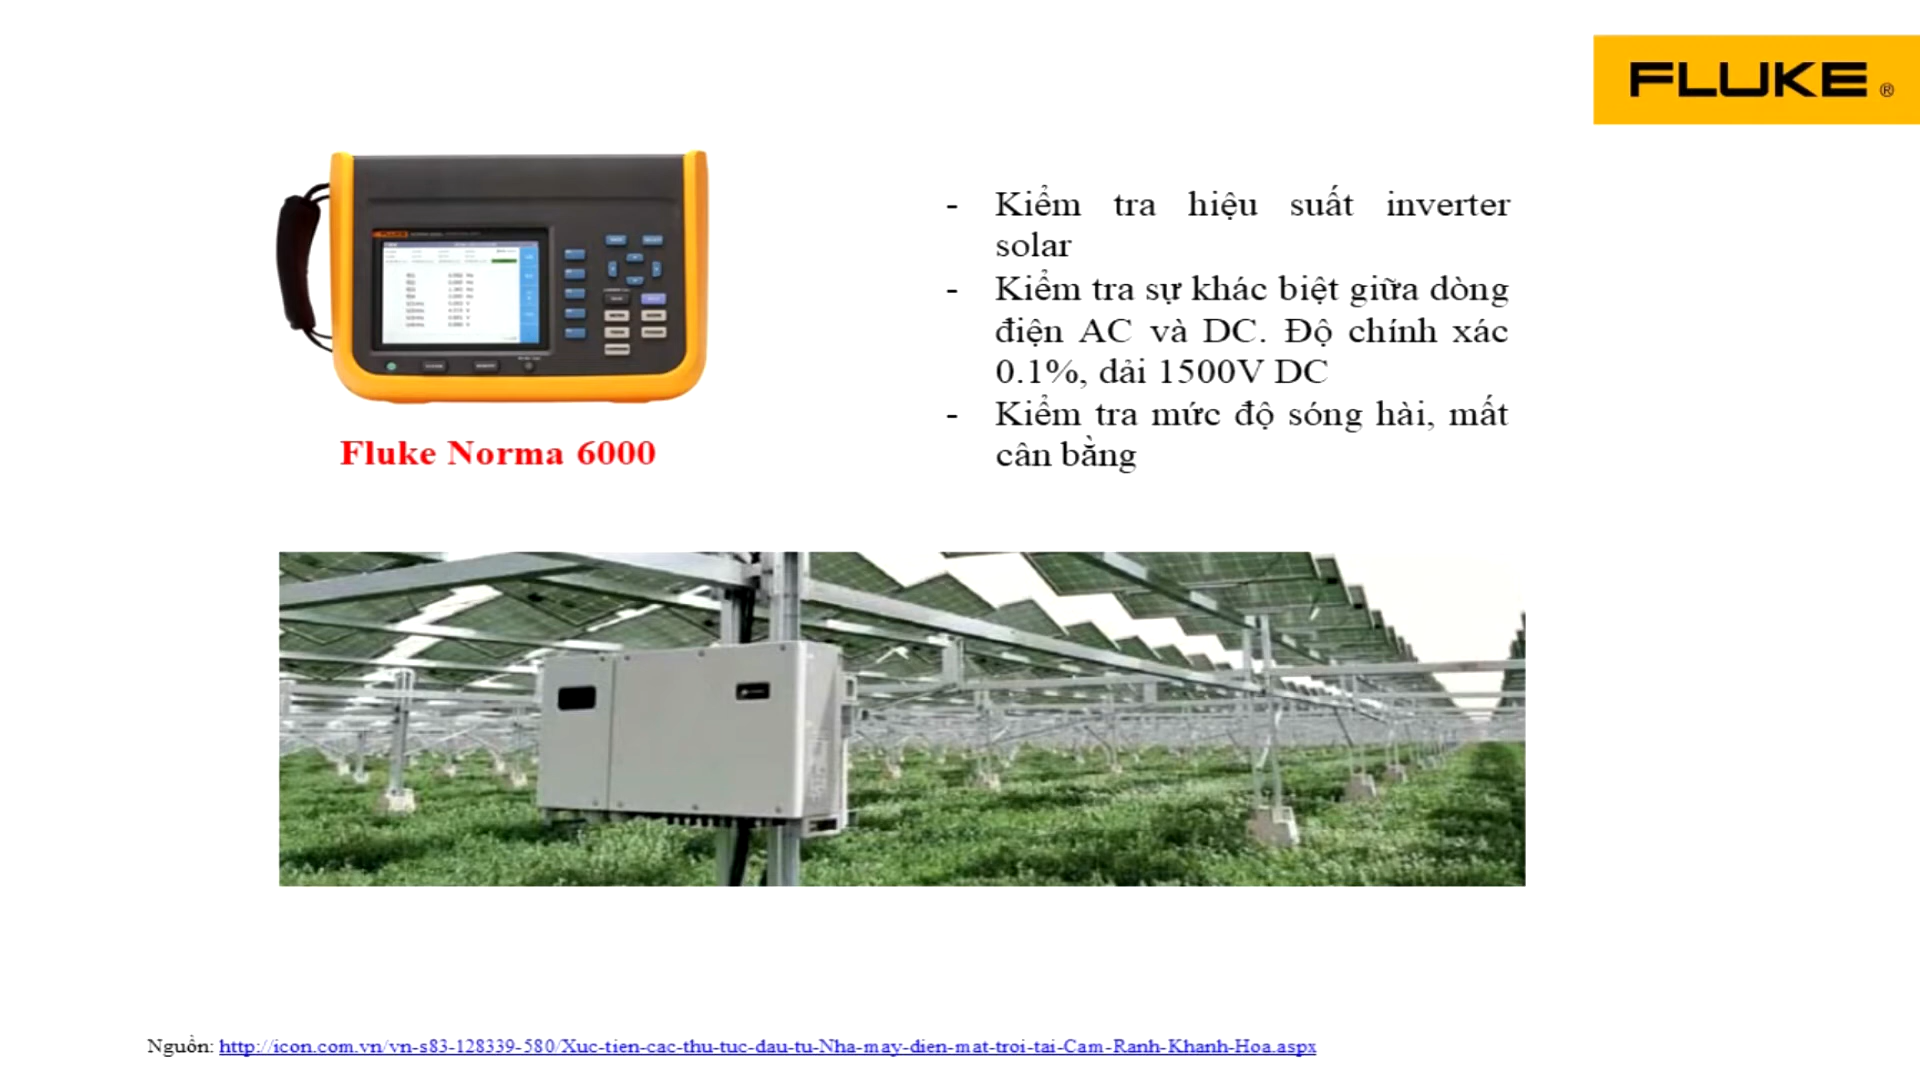 FLUKE ®
- Kiểm tra hiệu suất inverter
solar
- Kiểm tra sự khác biệt giữa dòng
điện AC và DC. Độ chính xác
0.1%, dải 1500V DC
- Kiểm tra mức độ sóng hài, mất
cân bằng
FLUKE
Fluke Norma 6000
Nguồn: http://icon.com.vn/vn-s83-128339-580/Xuc-tien-cac-thu-tuc-dau-tu-Nha-may-dien-mat-troi-tai-Cam-Ranh-Khanh-Hoa.aspx